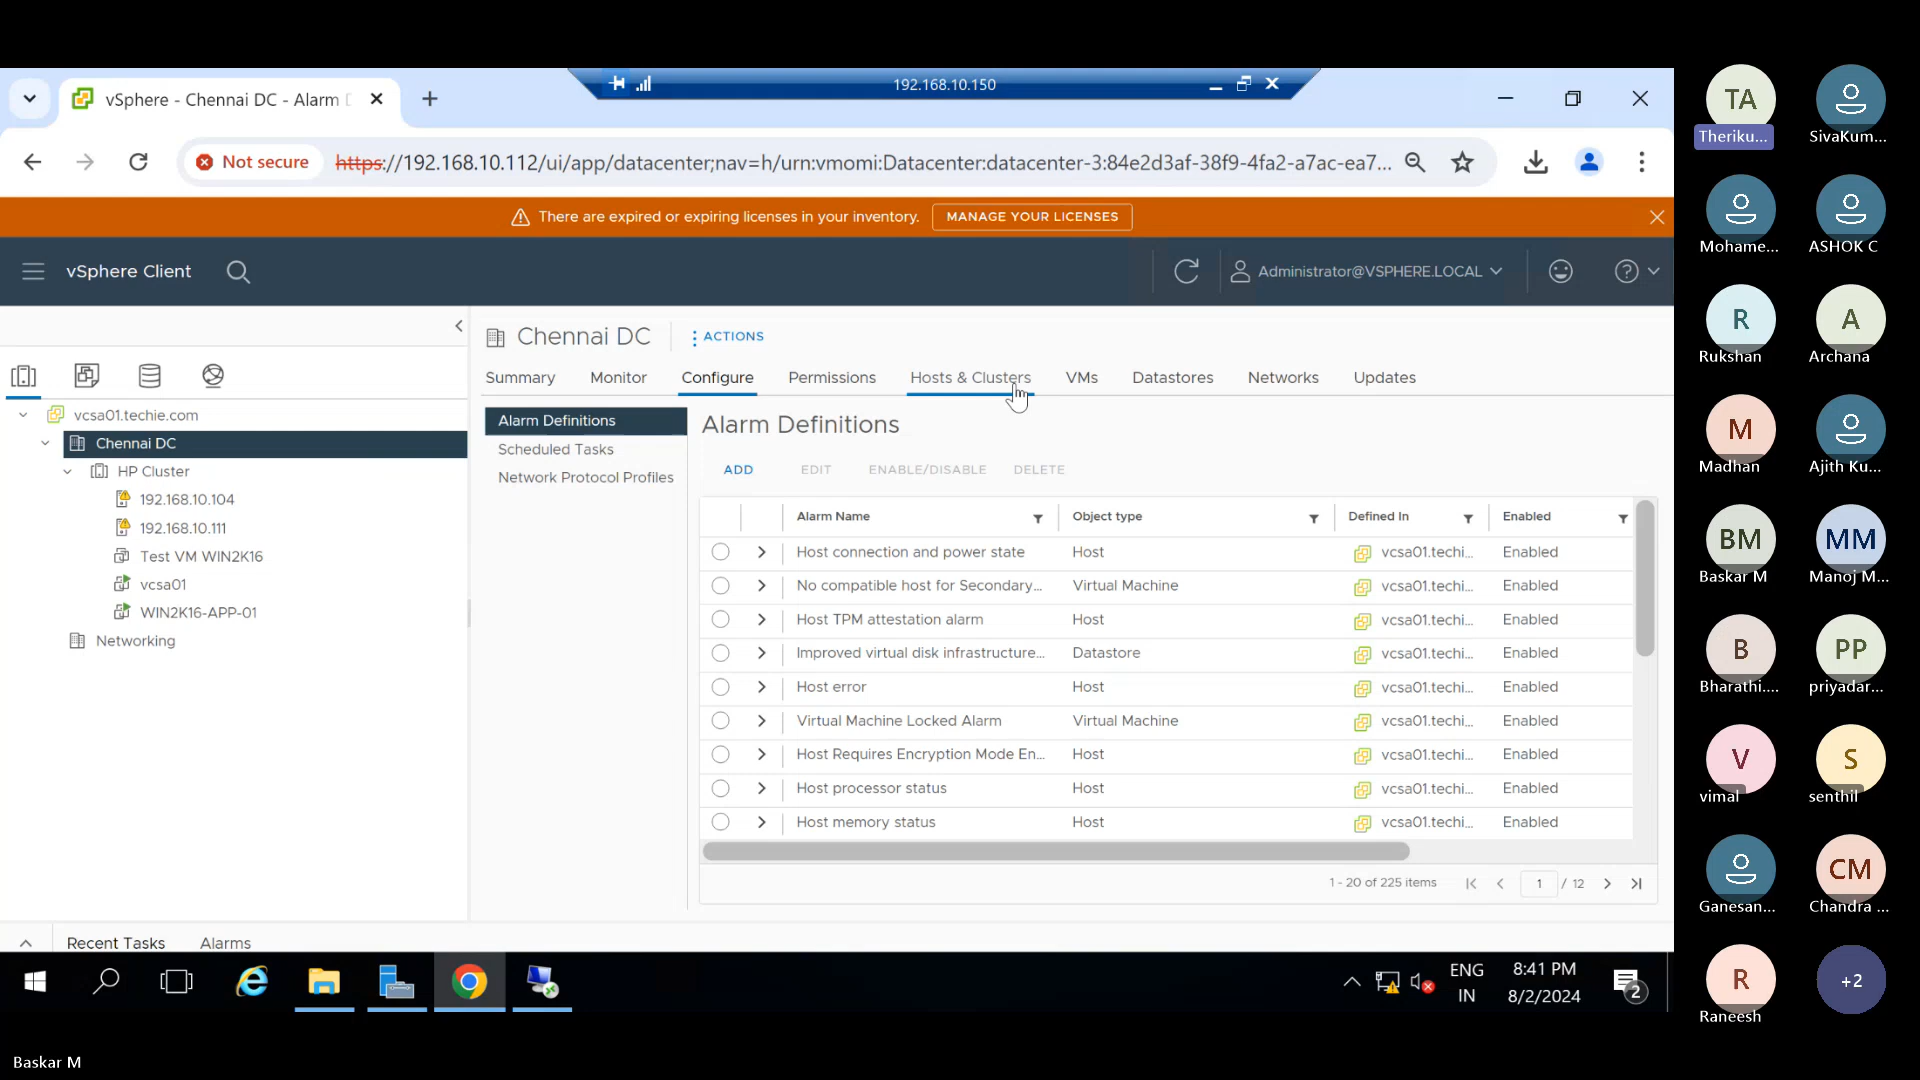 vSphere - Chennai DC - Alarm D
192.168.10.150
Not secure
https://192.168.10.112/ui/app/datacenter;nav=h/urn:vmomi:Datacenter:datacenter-3:84e2d3af-38f9-4fa2-a7ac-ea7...
There are expired or expiring licenses in your inventory.
MANAGE YOUR LICENSES
vSphere Client
Administrator@VSPHERE.LOCAL
Chennai DC
ACTIONS
Summary
Monitor
Configure
Permissions
Hosts & Clusters
VMs
Datastores
Networks
Updates
vcsa01.techie.com
Chennai DC
HP Cluster
192.168.10.104
192.168.10.111
Test VM WIN2K16
vcsa01
WIN2K16-APP-01
Networking
Alarm Definitions
Scheduled Tasks
Network Protocol Profiles
Alarm Definitions
ADD
EDIT
ENABLE/DISABLE
DELETE
Alarm Name
Object type
Defined In
Enabled
Host connection and power state
Host
vcsa01.techi...
Enabled
No compatible host for Secondary...
Virtual Machine
vcsa01.techi...
Enabled
Host TPM attestation alarm
Host
vcsa01.techi...
Enabled
Improved virtual disk infrastructure...
Datastore
vcsa01.techi...
Enabled
Host error
Host
vcsa01.techi...
Enabled
Virtual Machine Locked Alarm
Virtual Machine
vcsa01.techi...
Enabled
Host Requires Encryption Mode En...
Host
vcsa01.techi...
Enabled
Host processor status
Host
vcsa01.techi...
Enabled
Host memory status
Host
vcsa01.techi...
Enabled
1 - 20 of 225 items
1
/ 12
Recent Tasks
Alarms
ENG
IN
8:41 PM
8/2/2024
2
Baskar M
TA
Theriku...
SivaKum...
Mohame...
ASHOK C
R
Rukshan
A
Archana
M
Madhan
Ajith Ku...
BM
Baskar M
MM
Manoj M...
B
Bharathi....
PP
priyadar...
V
vimal
S
senthil
Ganesan...
CM
Chandra ...
R
Raneesh
+2